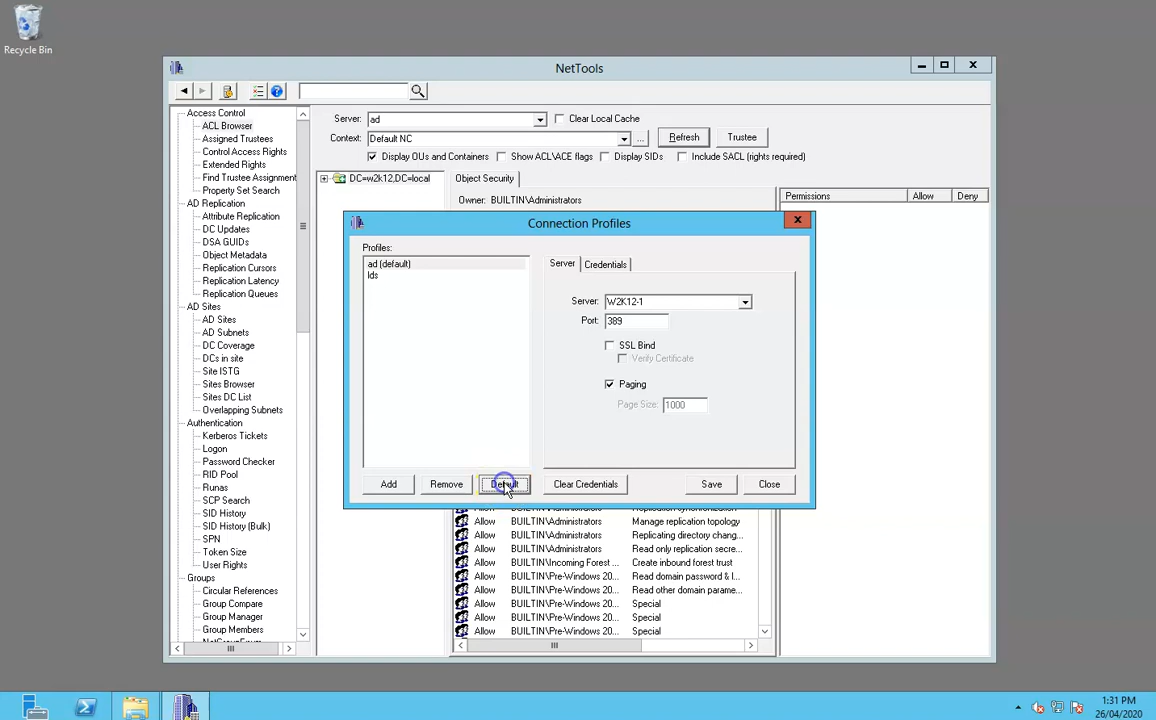 Recycle Bin
NetTools
Server: ad Clear Local Cache
Context: Default NC ... Refresh Trustee
Display OUs and Containers Show ACL\ACE flags Display SIDs Include SACL (rights required)
Access Control
ACL Browser
Assigned Trustees
Control Access Rights
Extended Rights
Find Trustee Assignment
Property Set Search
AD Replication
Attribute Replication
DC Updates
DSA GUIDs
Object Metadata
Replication Cursors
Replication Latency
Replication Queues
AD Sites
AD Sites
AD Subnets
DC Coverage
DCs in site
Site ISTG
Sites Browser
Sites DC List
Overlapping Subnets
Authentication
Kerberos Tickets
Logon
Password Checker
RID Pool
Runas
SCP Search
SID History
SID History (Bulk)
SPN
Token Size
User Rights
Groups
Circular References
Group Compare
Group Manager
Group Members
DC=w2k12,DC=local
Object Security
Owner: BUILTIN\Administrators
Permissions Allow Deny
Connection Profiles
Profiles:
ad (default)
lds
Server Credentials
Server: W2K12-1
Port: 389
SSL Bind
Verify Certificate
Paging
Page Size: 1000
Add Remove Default Clear Credentials Save Close
Allow BUILTIN\Administrators Manage replication topology
Allow BUILTIN\Administrators Replicating directory chang...
Allow BUILTIN\Administrators Read only replication secre...
Allow BUILTIN\Incoming Forest ... Create inbound forest trust
Allow BUILTIN\Pre-Windows 20... Read domain password & l...
Allow BUILTIN\Pre-Windows 20... Read other domain parame...
Allow BUILTIN\Pre-Windows 20... Special
Allow BUILTIN\Pre-Windows 20... Special
Allow BUILTIN\Pre-Windows 20... Special
1:31 PM
26/04/2020